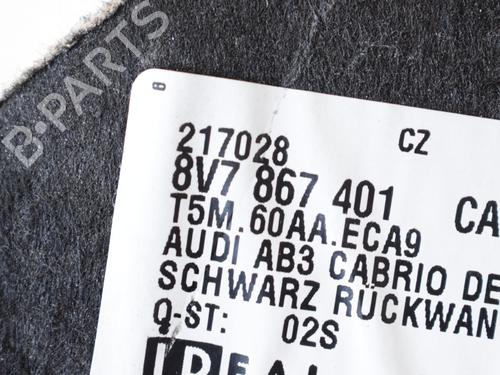 B-PARTS
CZ
217028
8V7 867 401 CA
T5M.60AA.ECA9
AUDI AB3 CABRIO DE
SCHWARZ RÜCKWAN
Q-ST: 02S